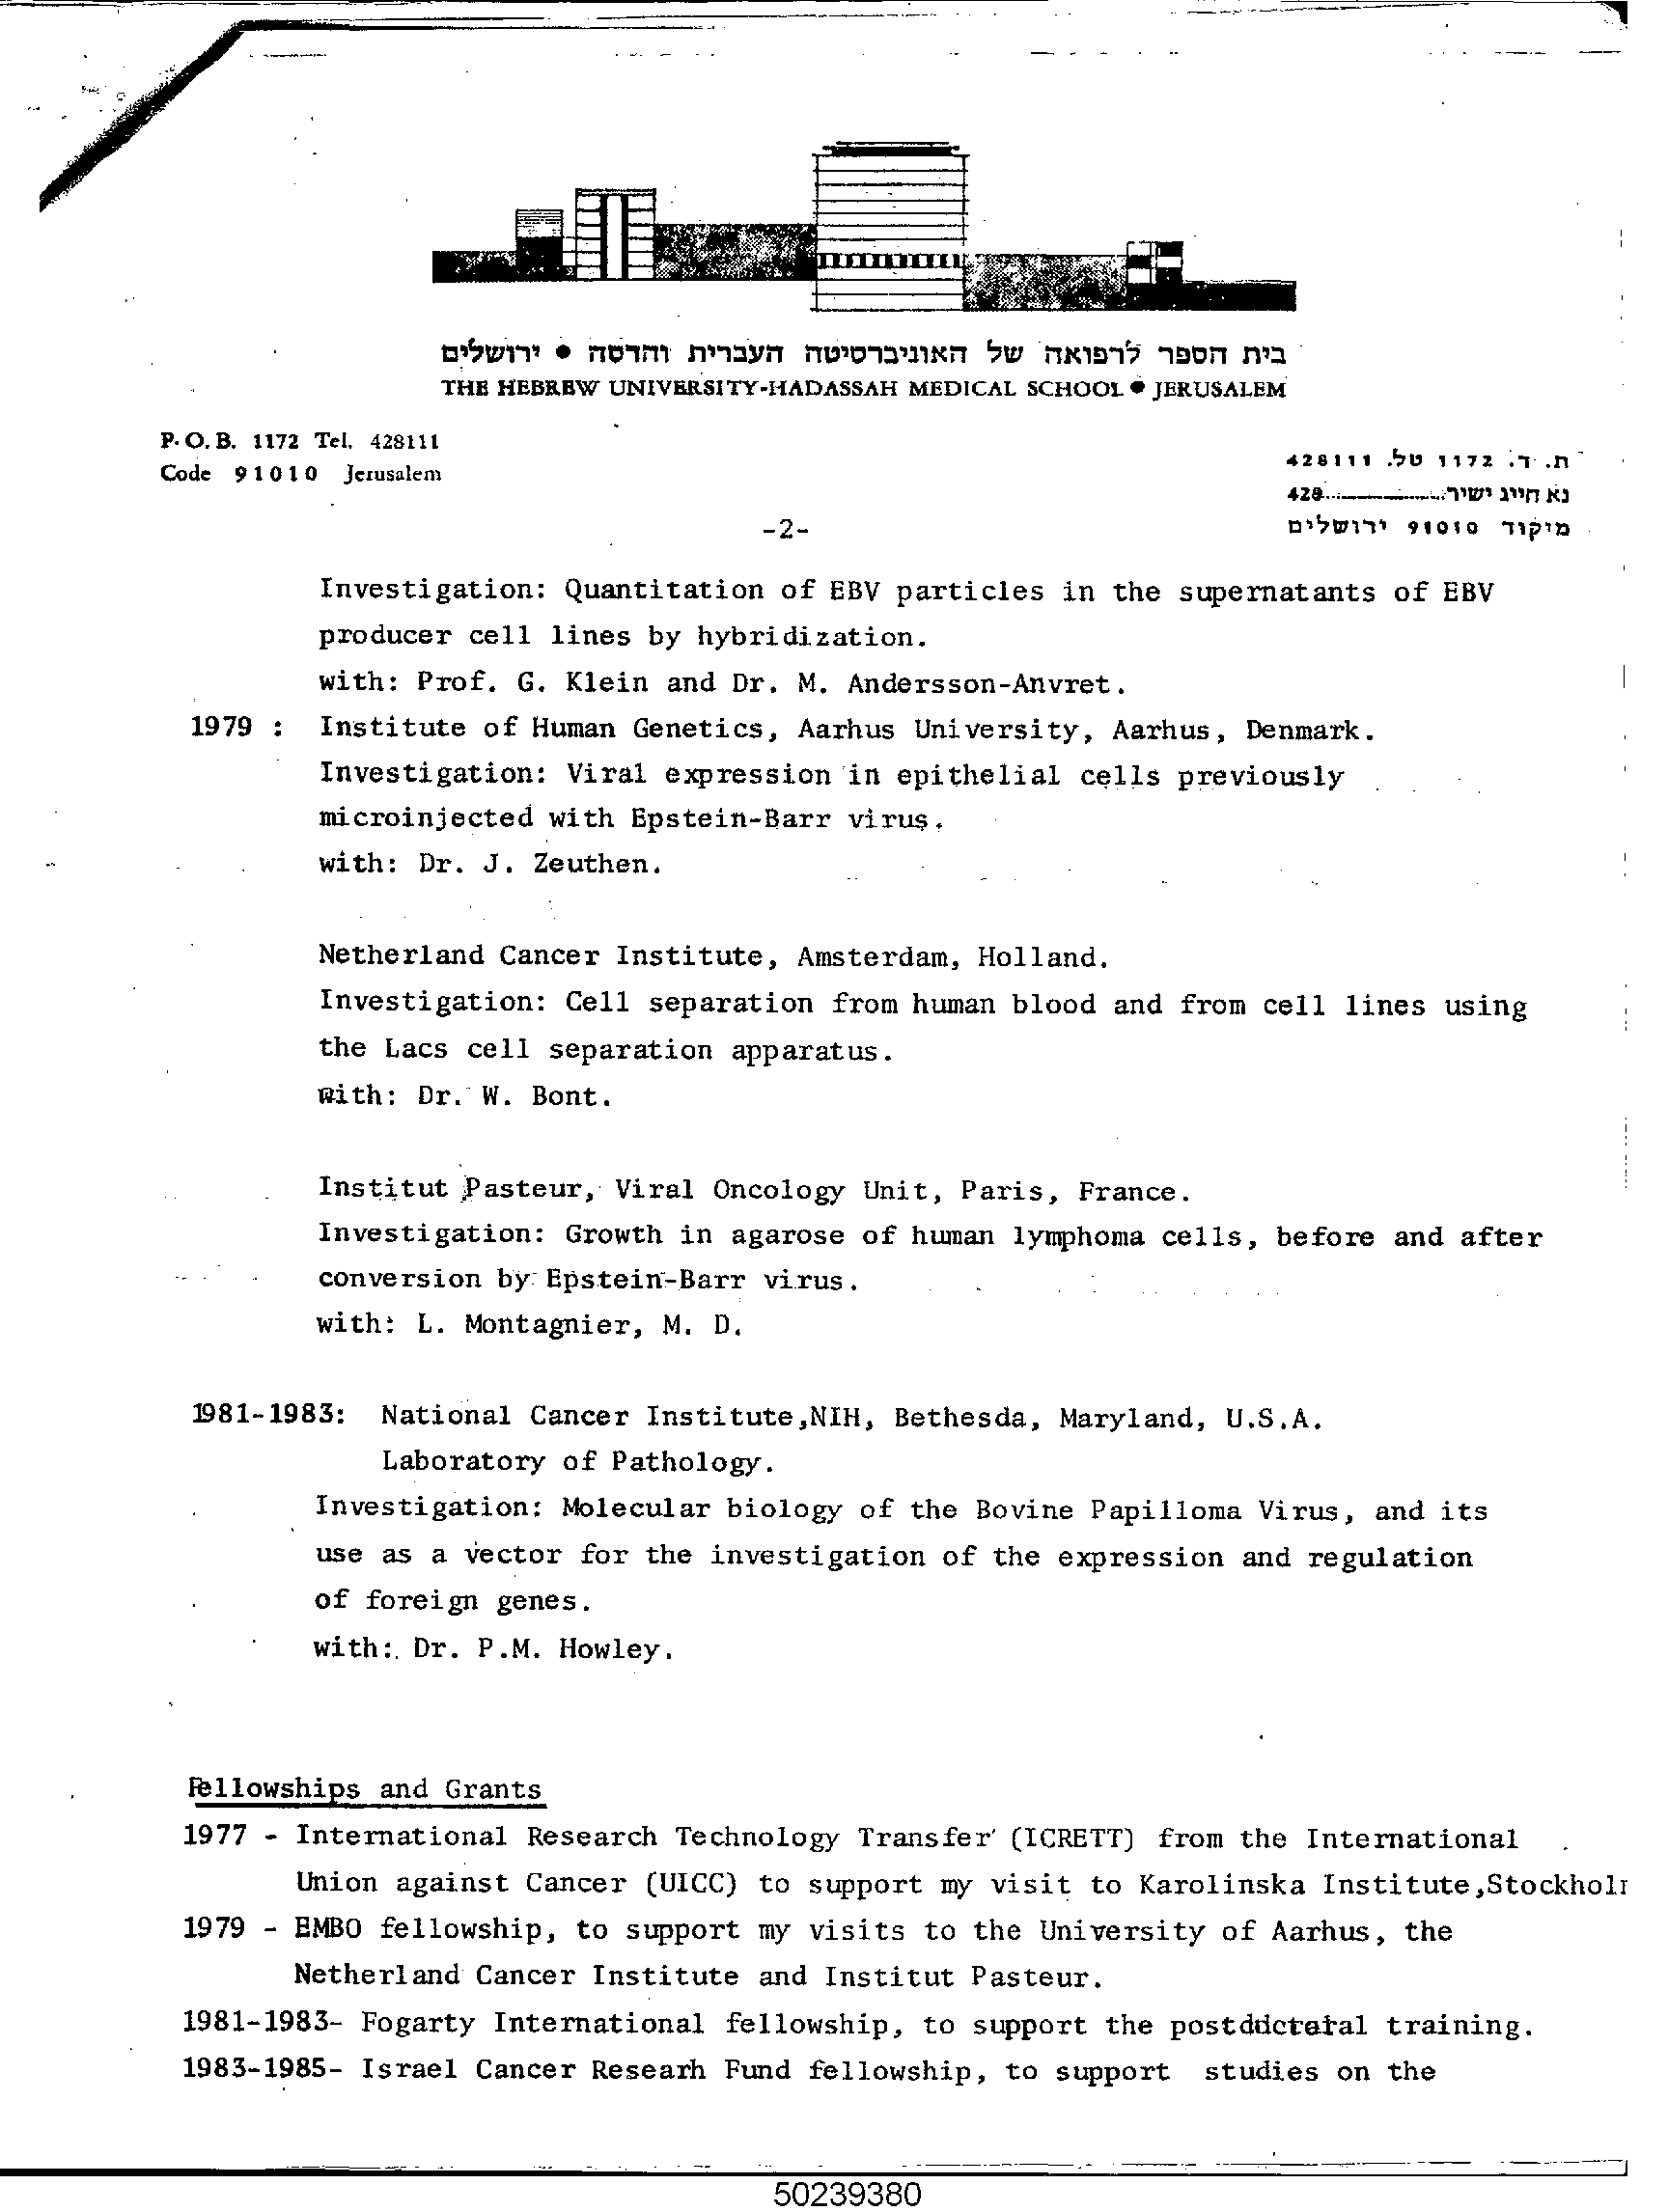 בית הספר לרפואה של האוניברסיטה העברית והדסה • ירושלים
THE HEBREW UNIVERSITY-HADASSAH MEDICAL SCHOOL • JERUSALEM
P.O.B. 1172 Tel. 428111
Code 91010 Jerusalem
ת. ד. 1172 טל. 428111
נא חייג ישיר 428
מיקוד 91010 ירושלים
-2-
Investigation: Quantitation of EBV particles in the supernatants of EBV
producer cell lines by hybridization.
with: Prof. G. Klein and Dr. M. Andersson-Anvret.
1979 : Institute of Human Genetics, Aarhus University, Aarhus, Denmark.
Investigation: Viral expression in epithelial cells previously
microinjected with Epstein-Barr virus.
with: Dr. J. Zeuthen.
Netherland Cancer Institute, Amsterdam, Holland.
Investigation: Cell separation from human blood and from cell lines using
the Lacs cell separation apparatus.
with: Dr. W. Bont.
Institut Pasteur, Viral Oncology Unit, Paris, France.
Investigation: Growth in agarose of human lymphoma cells, before and after
conversion by Epstein-Barr virus.
with: L. Montagnier, M. D.
1981-1983: National Cancer Institute,NIH, Bethesda, Maryland, U.S.A.
Laboratory of Pathology.
Investigation: Molecular biology of the Bovine Papilloma Virus, and its
use as a vector for the investigation of the expression and regulation
of foreign genes.
with: Dr. P.M. Howley.
Fellowships and Grants
1977 - International Research Technology Transfer (ICRETT) from the International
Union against Cancer (UICC) to support my visit to Karolinska Institute,Stockholm
1979 - EMBO fellowship, to support my visits to the University of Aarhus, the
Netherland Cancer Institute and Institut Pasteur.
1981-1983- Fogarty International fellowship, to support the postddctetal training.
1983-1985- Israel Cancer Researh Fund fellowship, to support studies on the
50239380